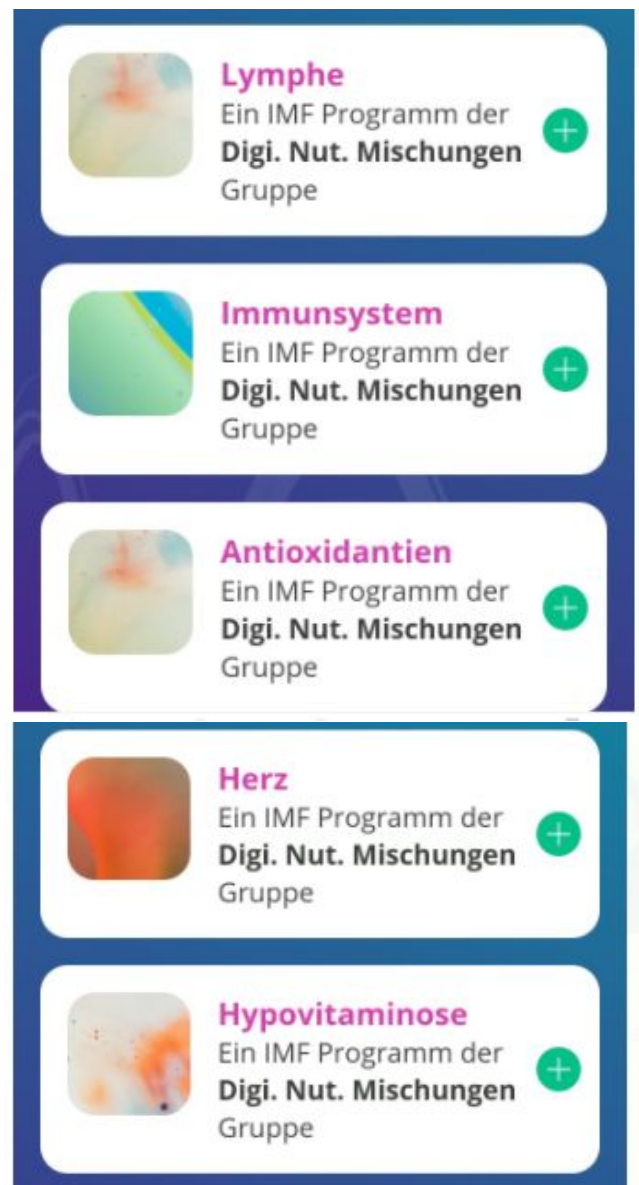 Lymphe
Ein IMF Programm der
Digi. Nut. Mischungen
Gruppe
Immunsystem
Ein IMF Programm der
Digi. Nut. Mischungen
Gruppe
Antioxidantien
Ein IMF Programm der
Digi. Nut. Mischungen
Gruppe
Herz
Ein IMF Programm der
Digi. Nut. Mischungen
Gruppe
Hypovitaminose
Ein IMF Programm der
Digi. Nut. Mischungen
Gruppe